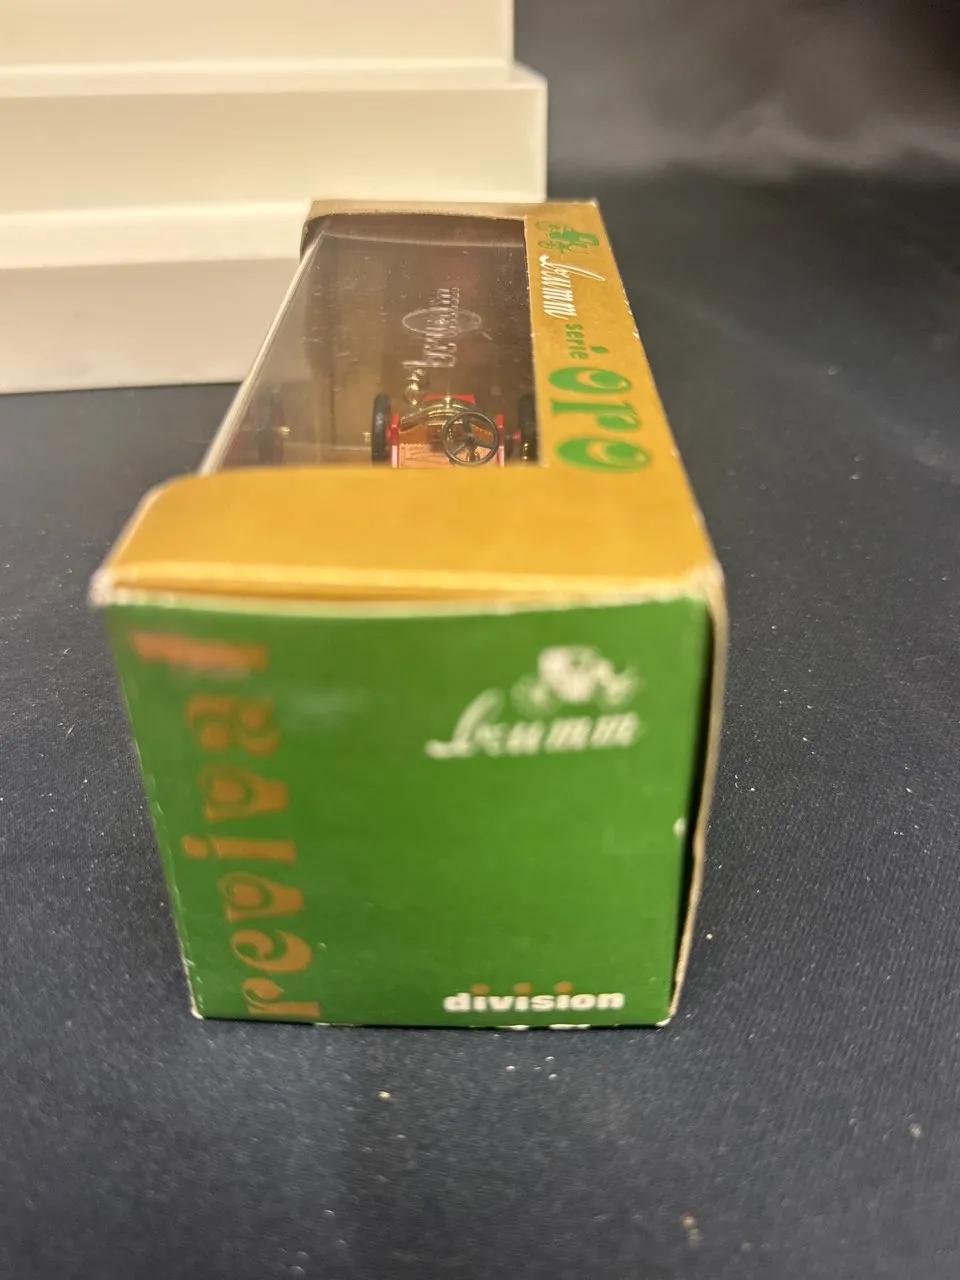 brumm
serie oro
brumm
revival
division